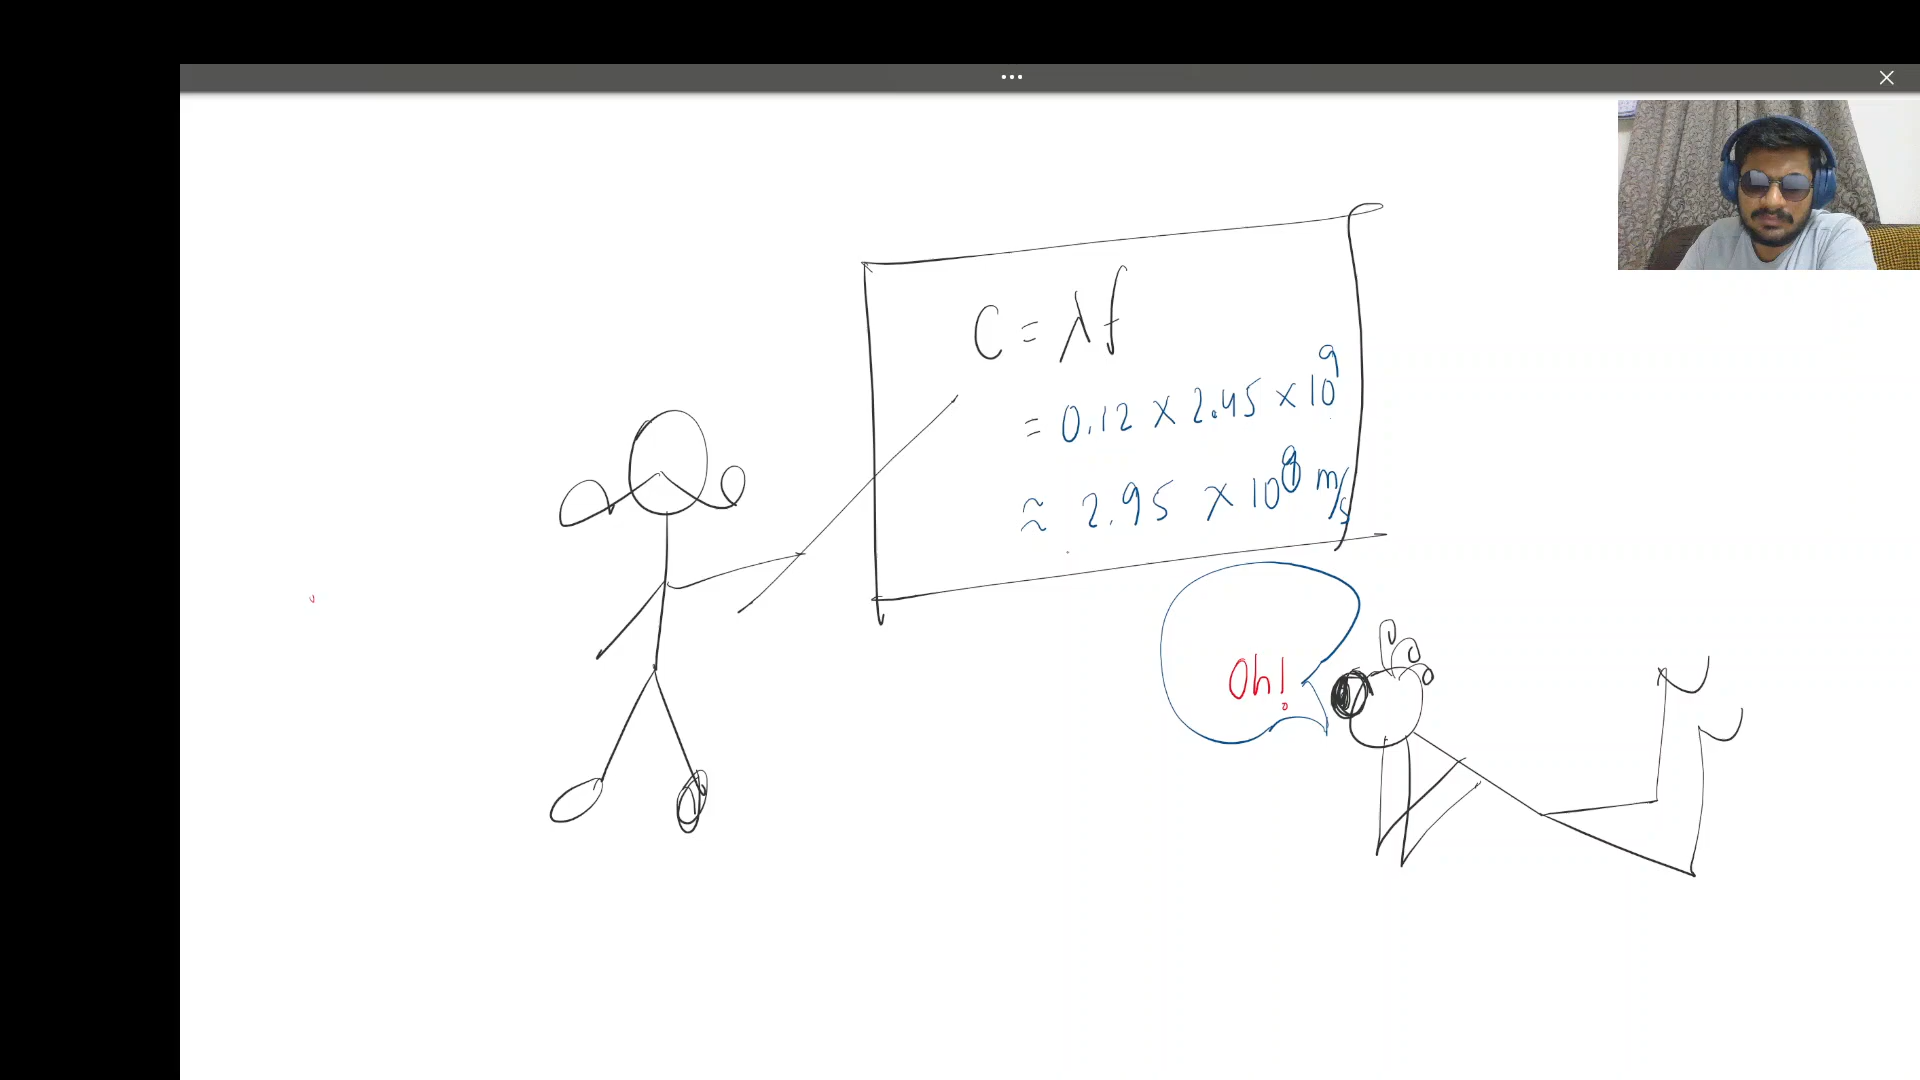 C = λf
= 0.12 × 2.45 × 10⁹
≈ 2.95 × 10⁸ m/s
Oh!